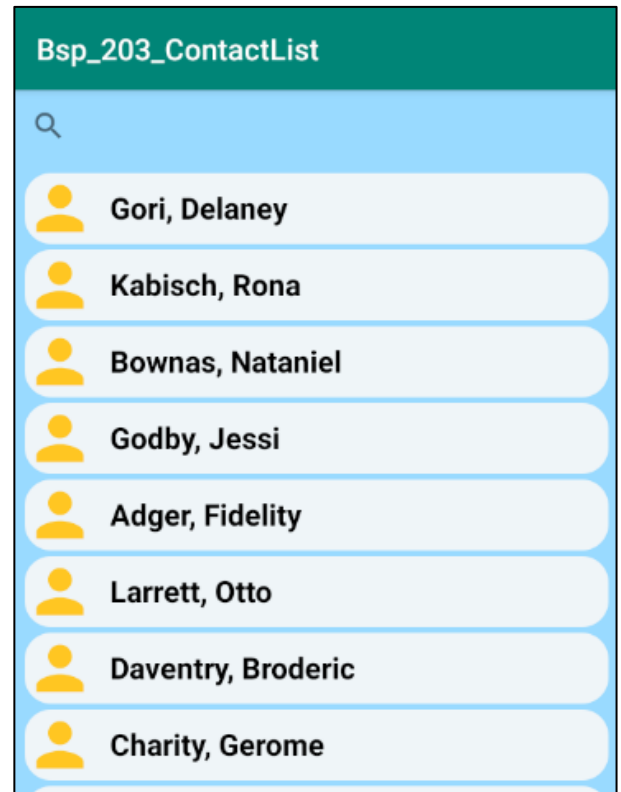 Bsp_203_ContactList
Gori, Delaney
Kabisch, Rona
Bownas, Nataniel
Godby, Jessi
Adger, Fidelity
Larrett, Otto
Daventry, Broderic
Charity, Gerome